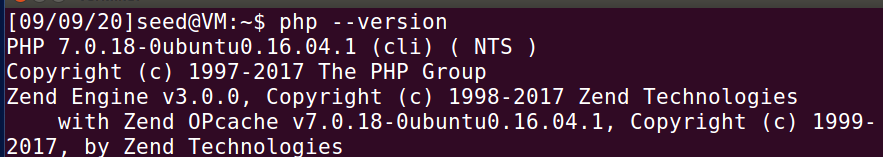 [09/09/20]seed@VM:~$ php --version
PHP 7.0.18-0ubuntu0.16.04.1 (cli) ( NTS )
Copyright (c) 1997-2017 The PHP Group
Zend Engine v3.0.0, Copyright (c) 1998-2017 Zend Technologies
    with Zend OPcache v7.0.18-0ubuntu0.16.04.1, Copyright (c) 1999-
2017, by Zend Technologies